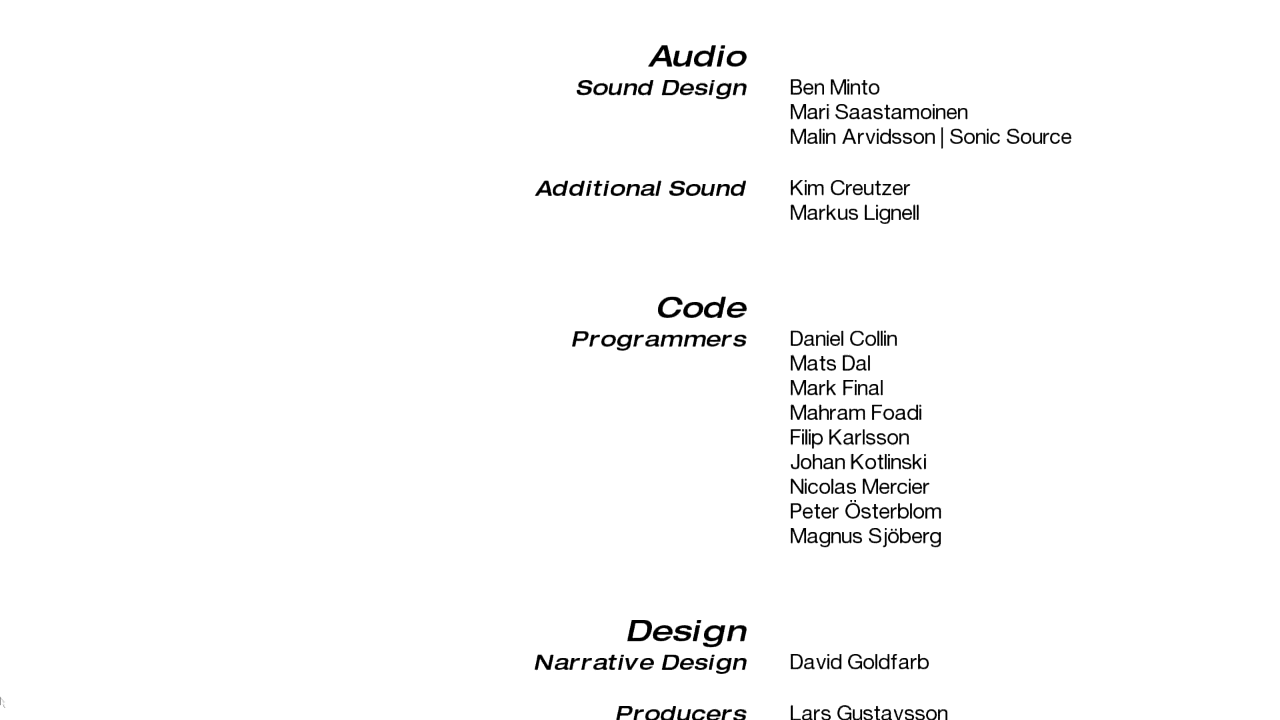 Audio
Sound Design Ben Minto
Mari Saastamoinen
Malin Arvidsson | Sonic Source
Additional Sound Kim Creutzer
Markus Lignell
Code
Programmers Daniel Collin
Mats Dal
Mark Final
Mahram Foadi
Filip Karlsson
Johan Kotlinski
Nicolas Mercier
Peter Österblom
Magnus Sjöberg
Design
Narrative Design David Goldfarb
Producers Lars Gustavsson